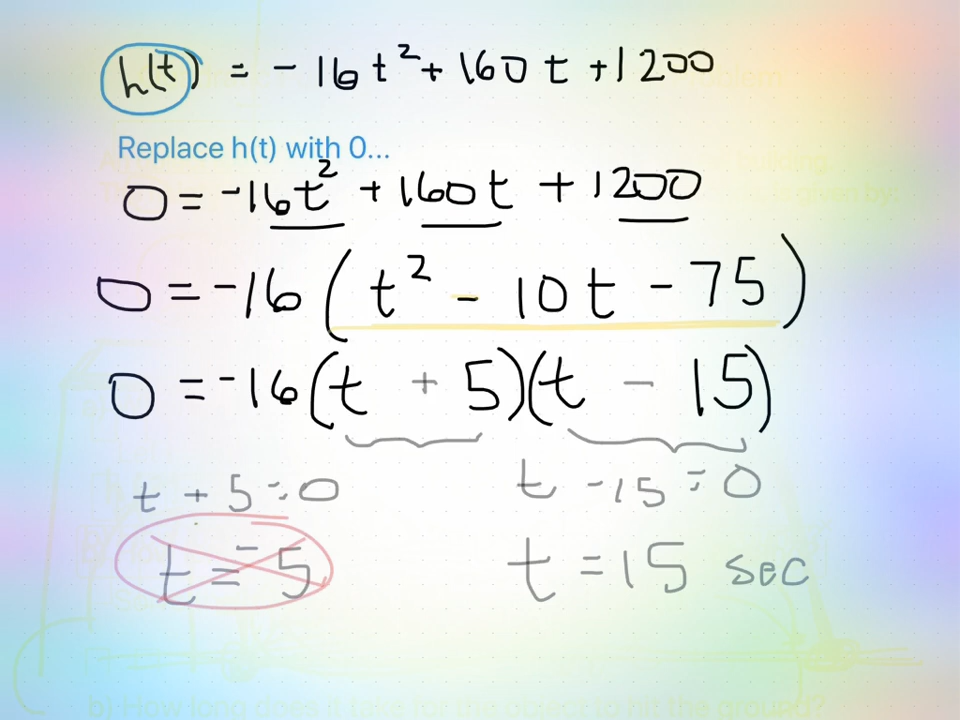 h(t) = -16t² + 160t + 1200
Replace h(t) with 0...
0 = -16t² + 160t + 1200
0 = -16(t² - 10t - 75)
0 = -16(t + 5)(t - 15)
t + 5 = 0 t - 15 = 0
t = -5 t = 15 sec
b) How long does it take for the object to hit the ground?